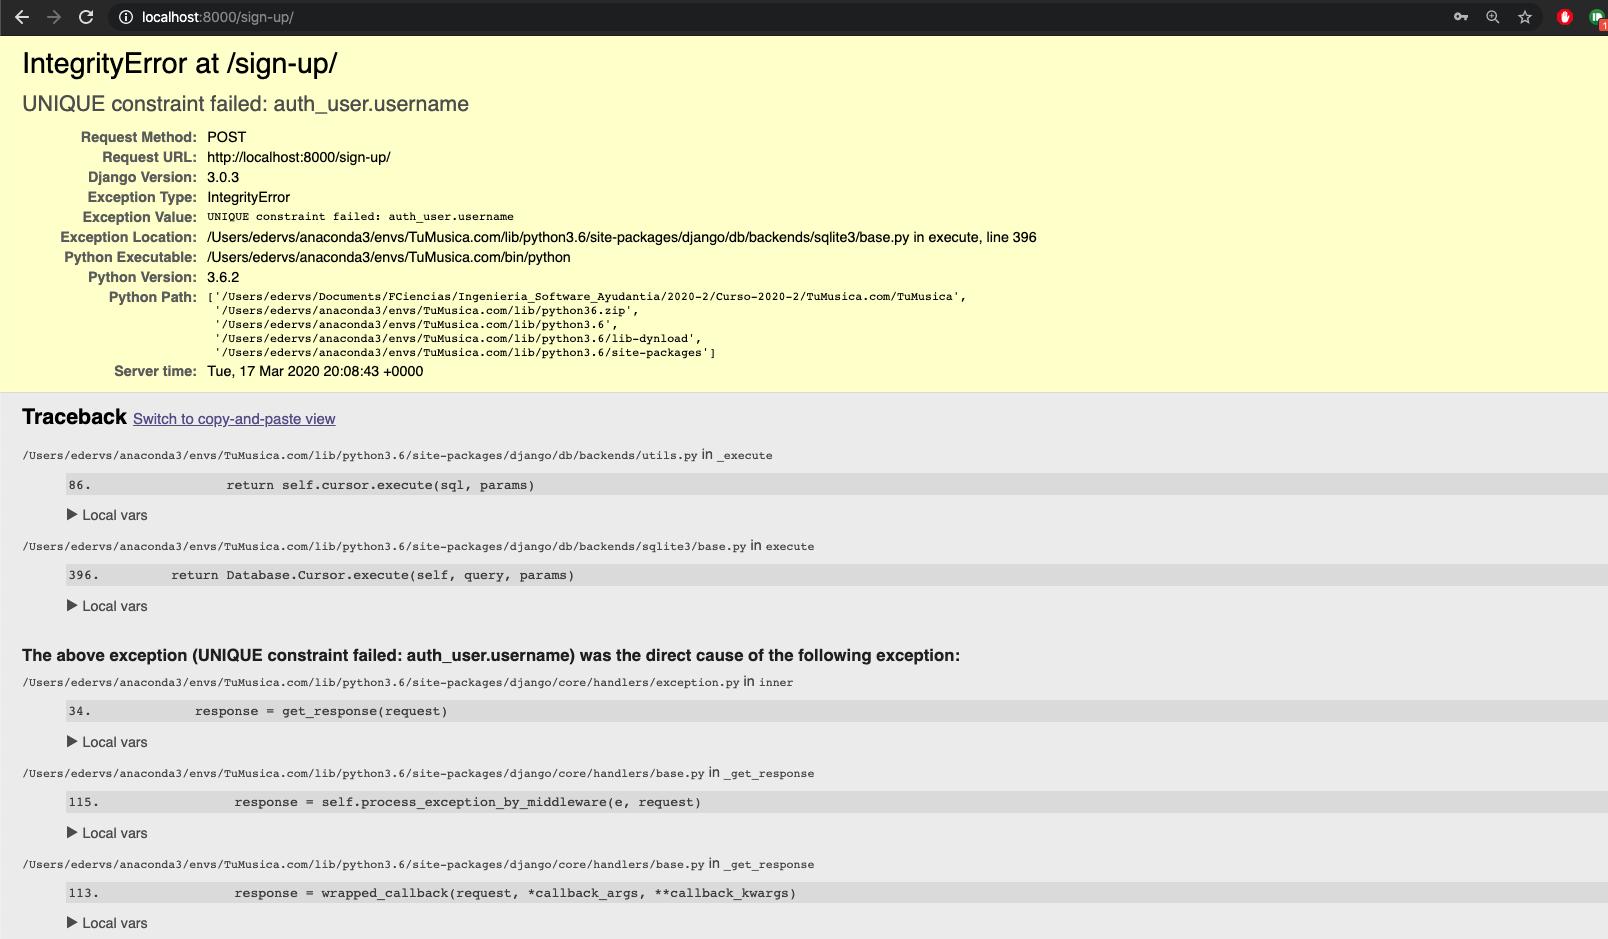 localhost:8000/sign-up/
1
IntegrityError at /sign-up/
UNIQUE constraint failed: auth_user.username
Request Method: POST
Request URL: http://localhost:8000/sign-up/
Django Version: 3.0.3
Exception Type: IntegrityError
Exception Value: UNIQUE constraint failed: auth_user.username
Exception Location: /Users/edervs/anaconda3/envs/TuMusica.com/lib/python3.6/site-packages/django/db/backends/sqlite3/base.py in execute, line 396
Python Executable: /Users/edervs/anaconda3/envs/TuMusica.com/bin/python
Python Version: 3.6.2
Python Path: ['/Users/edervs/Documents/FCiencias/Ingenieria_Software_Ayudantia/2020-2/Curso-2020-2/TuMusica.com/TuMusica',
'/Users/edervs/anaconda3/envs/TuMusica.com/lib/python36.zip',
'/Users/edervs/anaconda3/envs/TuMusica.com/lib/python3.6',
'/Users/edervs/anaconda3/envs/TuMusica.com/lib/python3.6/lib-dynload',
'/Users/edervs/anaconda3/envs/TuMusica.com/lib/python3.6/site-packages']
Server time: Tue, 17 Mar 2020 20:08:43 +0000
Traceback Switch to copy-and-paste view
/Users/edervs/anaconda3/envs/TuMusica.com/lib/python3.6/site-packages/django/db/backends/utils.py in _execute
86. return self.cursor.execute(sql, params)
▶ Local vars
/Users/edervs/anaconda3/envs/TuMusica.com/lib/python3.6/site-packages/django/db/backends/sqlite3/base.py in execute
396. return Database.Cursor.execute(self, query, params)
▶ Local vars
The above exception (UNIQUE constraint failed: auth_user.username) was the direct cause of the following exception:
/Users/edervs/anaconda3/envs/TuMusica.com/lib/python3.6/site-packages/django/core/handlers/exception.py in inner
34. response = get_response(request)
▶ Local vars
/Users/edervs/anaconda3/envs/TuMusica.com/lib/python3.6/site-packages/django/core/handlers/base.py in _get_response
115. response = self.process_exception_by_middleware(e, request)
▶ Local vars
/Users/edervs/anaconda3/envs/TuMusica.com/lib/python3.6/site-packages/django/core/handlers/base.py in _get_response
113. response = wrapped_callback(request, *callback_args, **callback_kwargs)
▶ Local vars